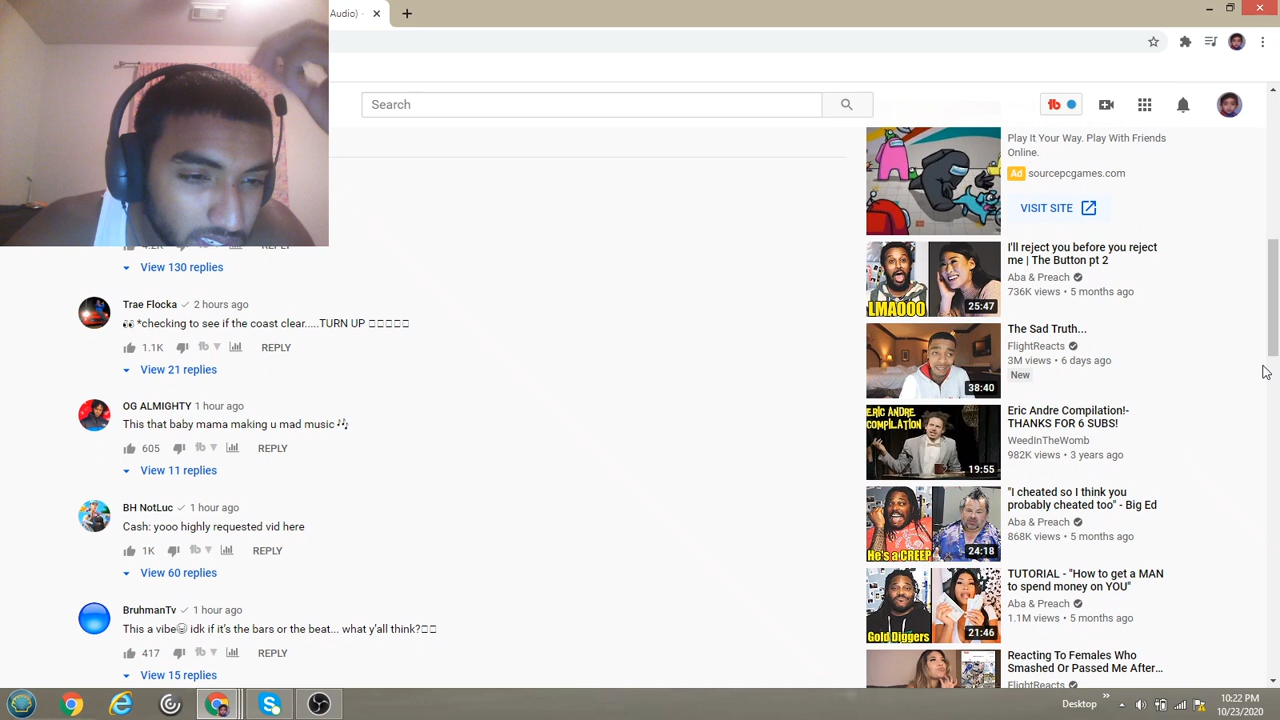 Audio) -
Search
Play It Your Way. Play With Friends
Online.
Ad sourcepcgames.com
VISIT SITE
REPLY
View 130 replies
Trae Flocka 2 hours ago
👀 *checking to see if the coast clear.....TURN UP □□□□□
1.1K REPLY
View 21 replies
OG ALMIGHTY 1 hour ago
This that baby mama making u mad music🎶
605 REPLY
View 11 replies
BH NotLuc 1 hour ago
Cash: yooo highly requested vid here
1K REPLY
View 60 replies
BruhmanTv 1 hour ago
This a vibe idk if it's the bars or the beat... what y'all think?□□
417 REPLY
View 15 replies
LMAOOO
25:47
I'll reject you before you reject
me | The Button pt 2
Aba & Preach
736K views • 5 months ago
38:40
The Sad Truth...
FlightReacts
3M views • 6 days ago
New
ERIC ANDRE
COMPILATION!
19:55
Eric Andre Compilation!-
THANKS FOR 6 SUBS!
WeedInTheWomb
982K views • 3 years ago
He's a CREEP
24:18
"I cheated so I think you
probably cheated too" - Big Ed
Aba & Preach
868K views • 5 months ago
Gold Diggers
21:46
TUTORIAL - "How to get a MAN
to spend money on YOU"
Aba & Preach
1.1M views • 5 months ago
Reacting To Females Who
Smashed Or Passed Me After...
FlightReacts
Desktop
10:22 PM
10/23/2020